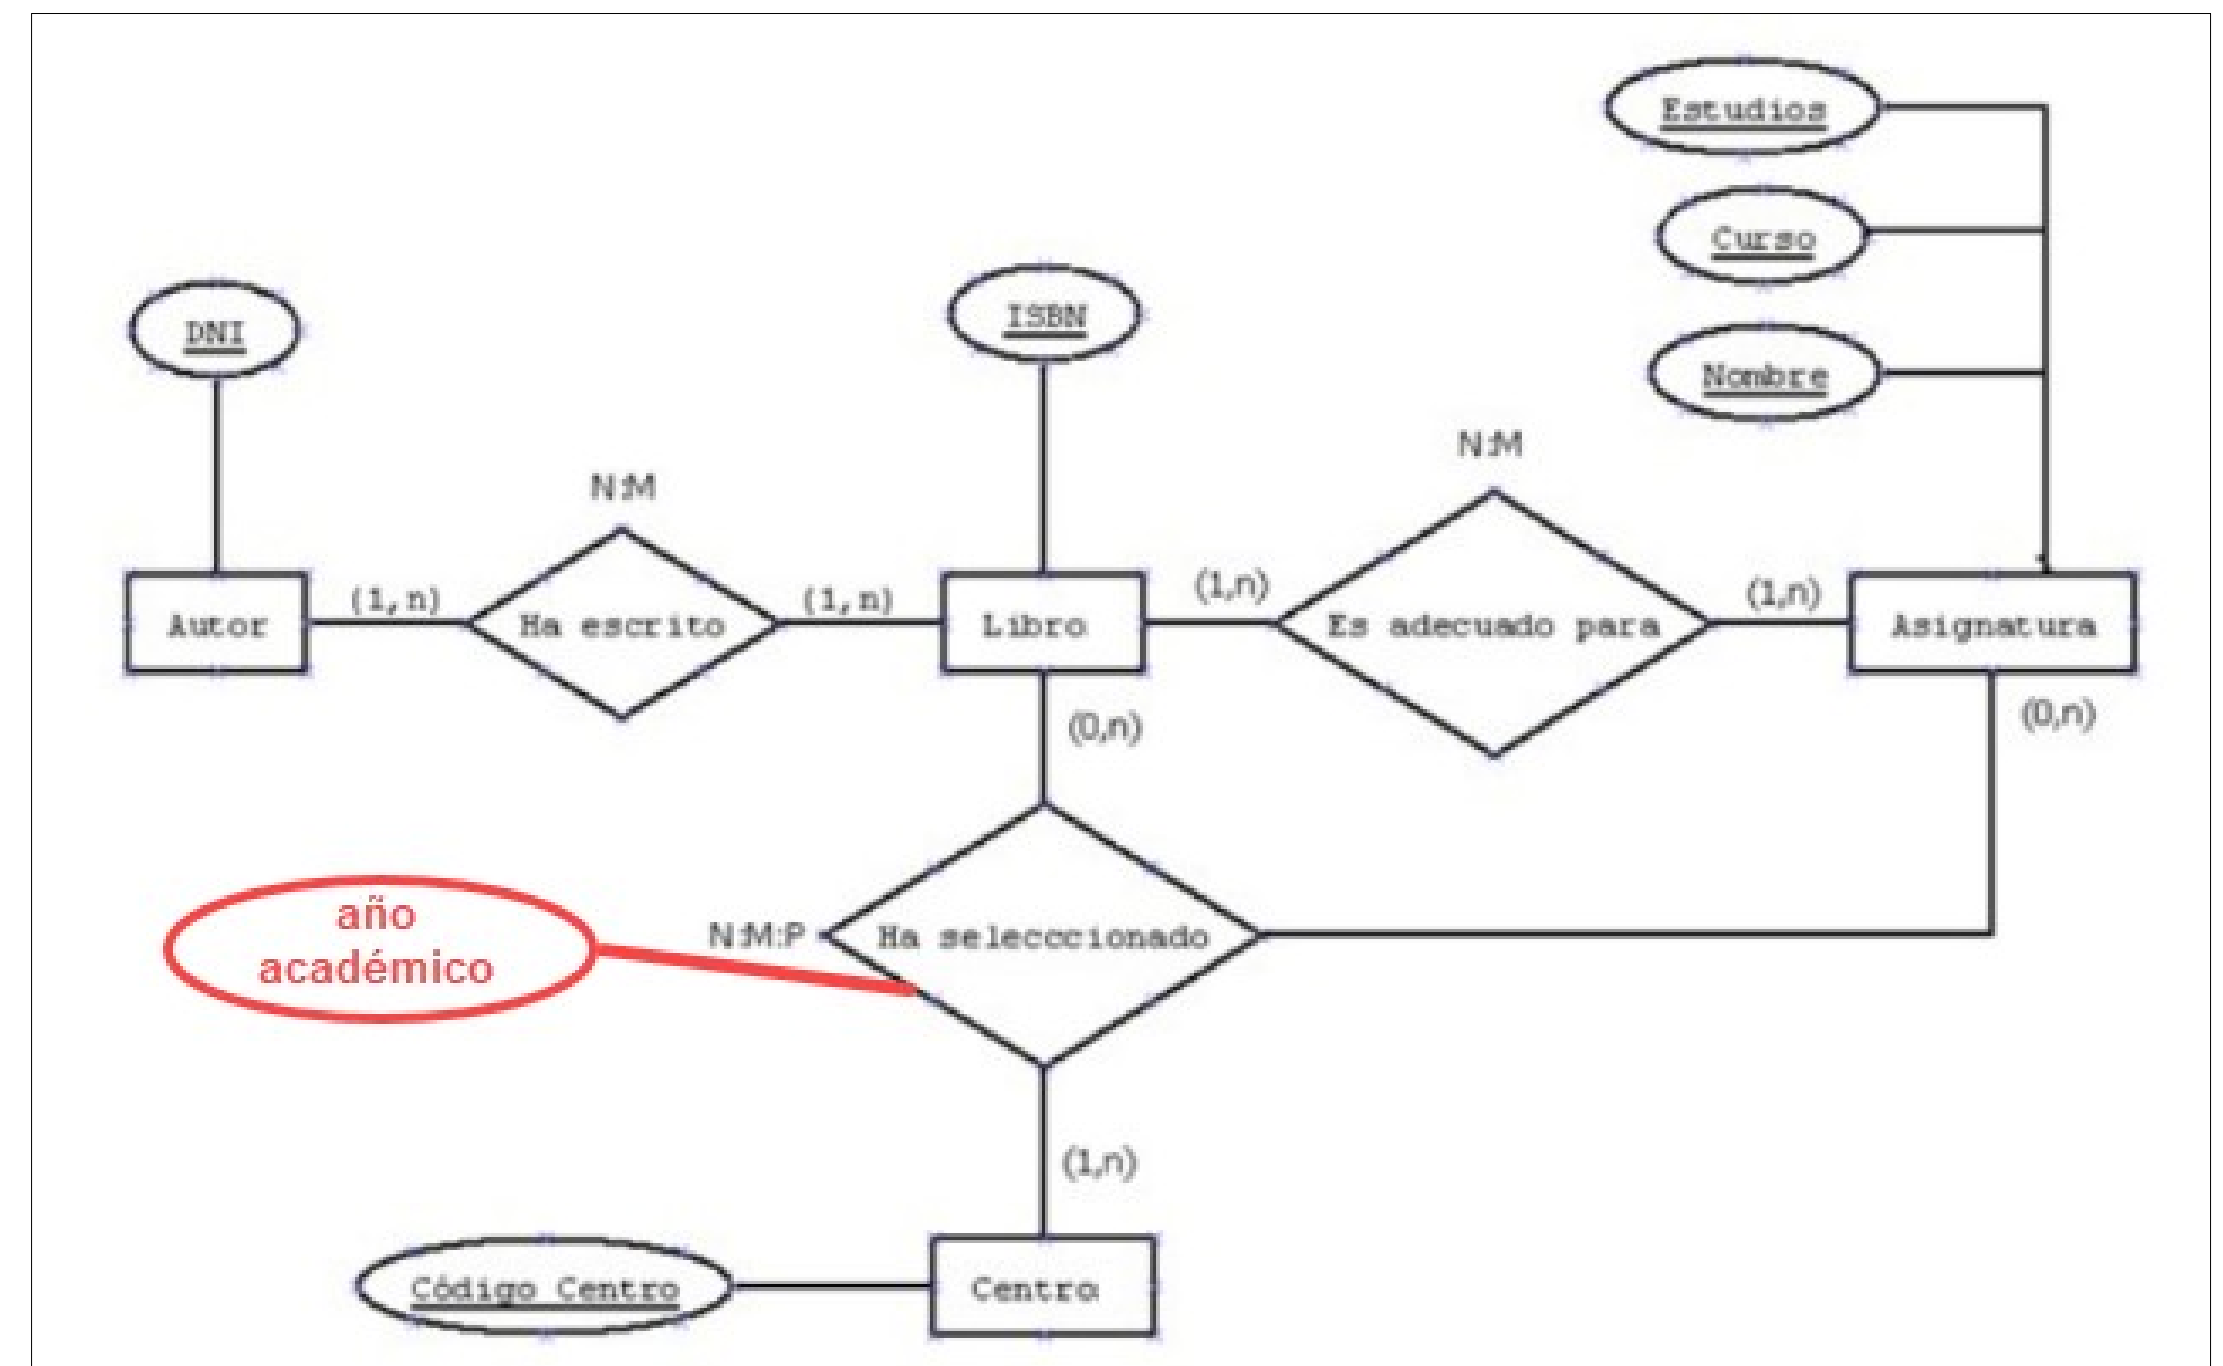 Estudios
Curso
Nombre
DNI
ISBN
N:M
N:M
Autor
(1,n)
Ha escrito
(1,n)
Libro
(1,n)
Es adecuado para
(1,n)
Asignatura
(0,n)
(0,n)
año
académico
N:M:P
Ha selecccionado
(1,n)
Código Centro
Centro